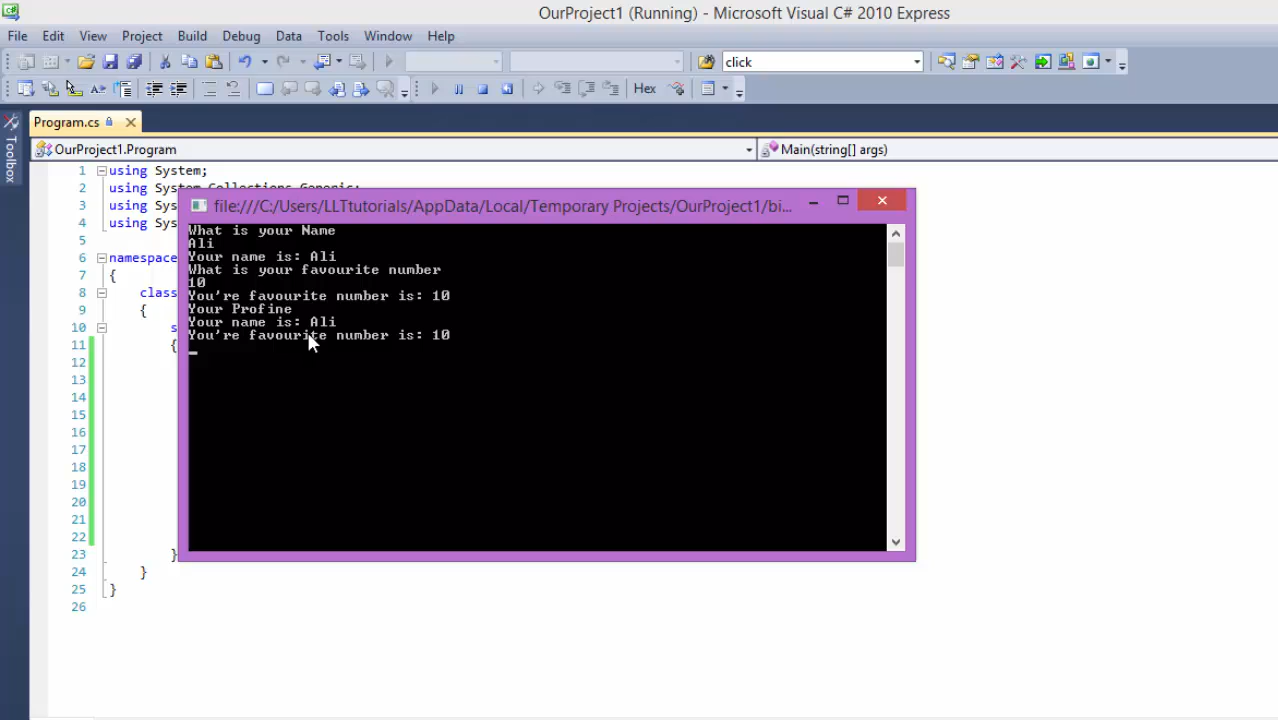 OurProject1 (Running) - Microsoft Visual C# 2010 Express
File Edit View Project Build Debug Data Tools Window Help
click
Hex
Program.cs
Toolbox
OurProject1.Program Main(string[] args)
1 using System;
2 using System.Collections.Generic;
3 using Sys
4 using Sys
5
6 namespace
7 {
8 class
9 {
10 s
11 {
12
13
14
15
16
17
18
19
20
21
22
23 }
24 }
25 }
26
file:///C:/Users/LLTtutorials/AppData/Local/Temporary Projects/OurProject1/bi...
What is your Name
Ali
Your name is: Ali
What is your favourite number
10
You're favourite number is: 10
Your Profine
Your name is: Ali
You're favourite number is: 10